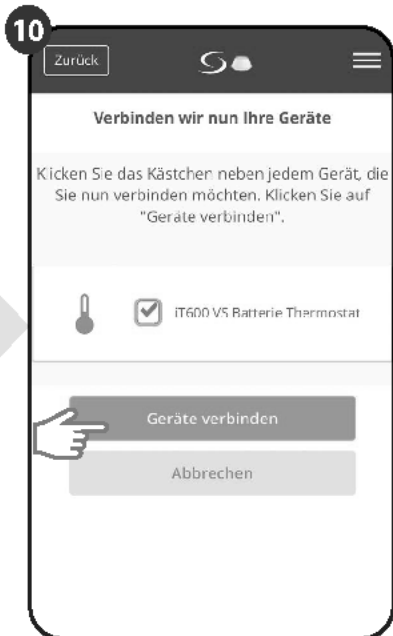 10
Zurück
Verbinden wir nun Ihre Geräte
Klicken Sie das Kästchen neben jedem Gerät, die
Sie nun verbinden möchten. Klicken Sie auf
"Geräte verbinden".
iT600 VS Batterie Thermostat
Geräte verbinden
Abbrechen